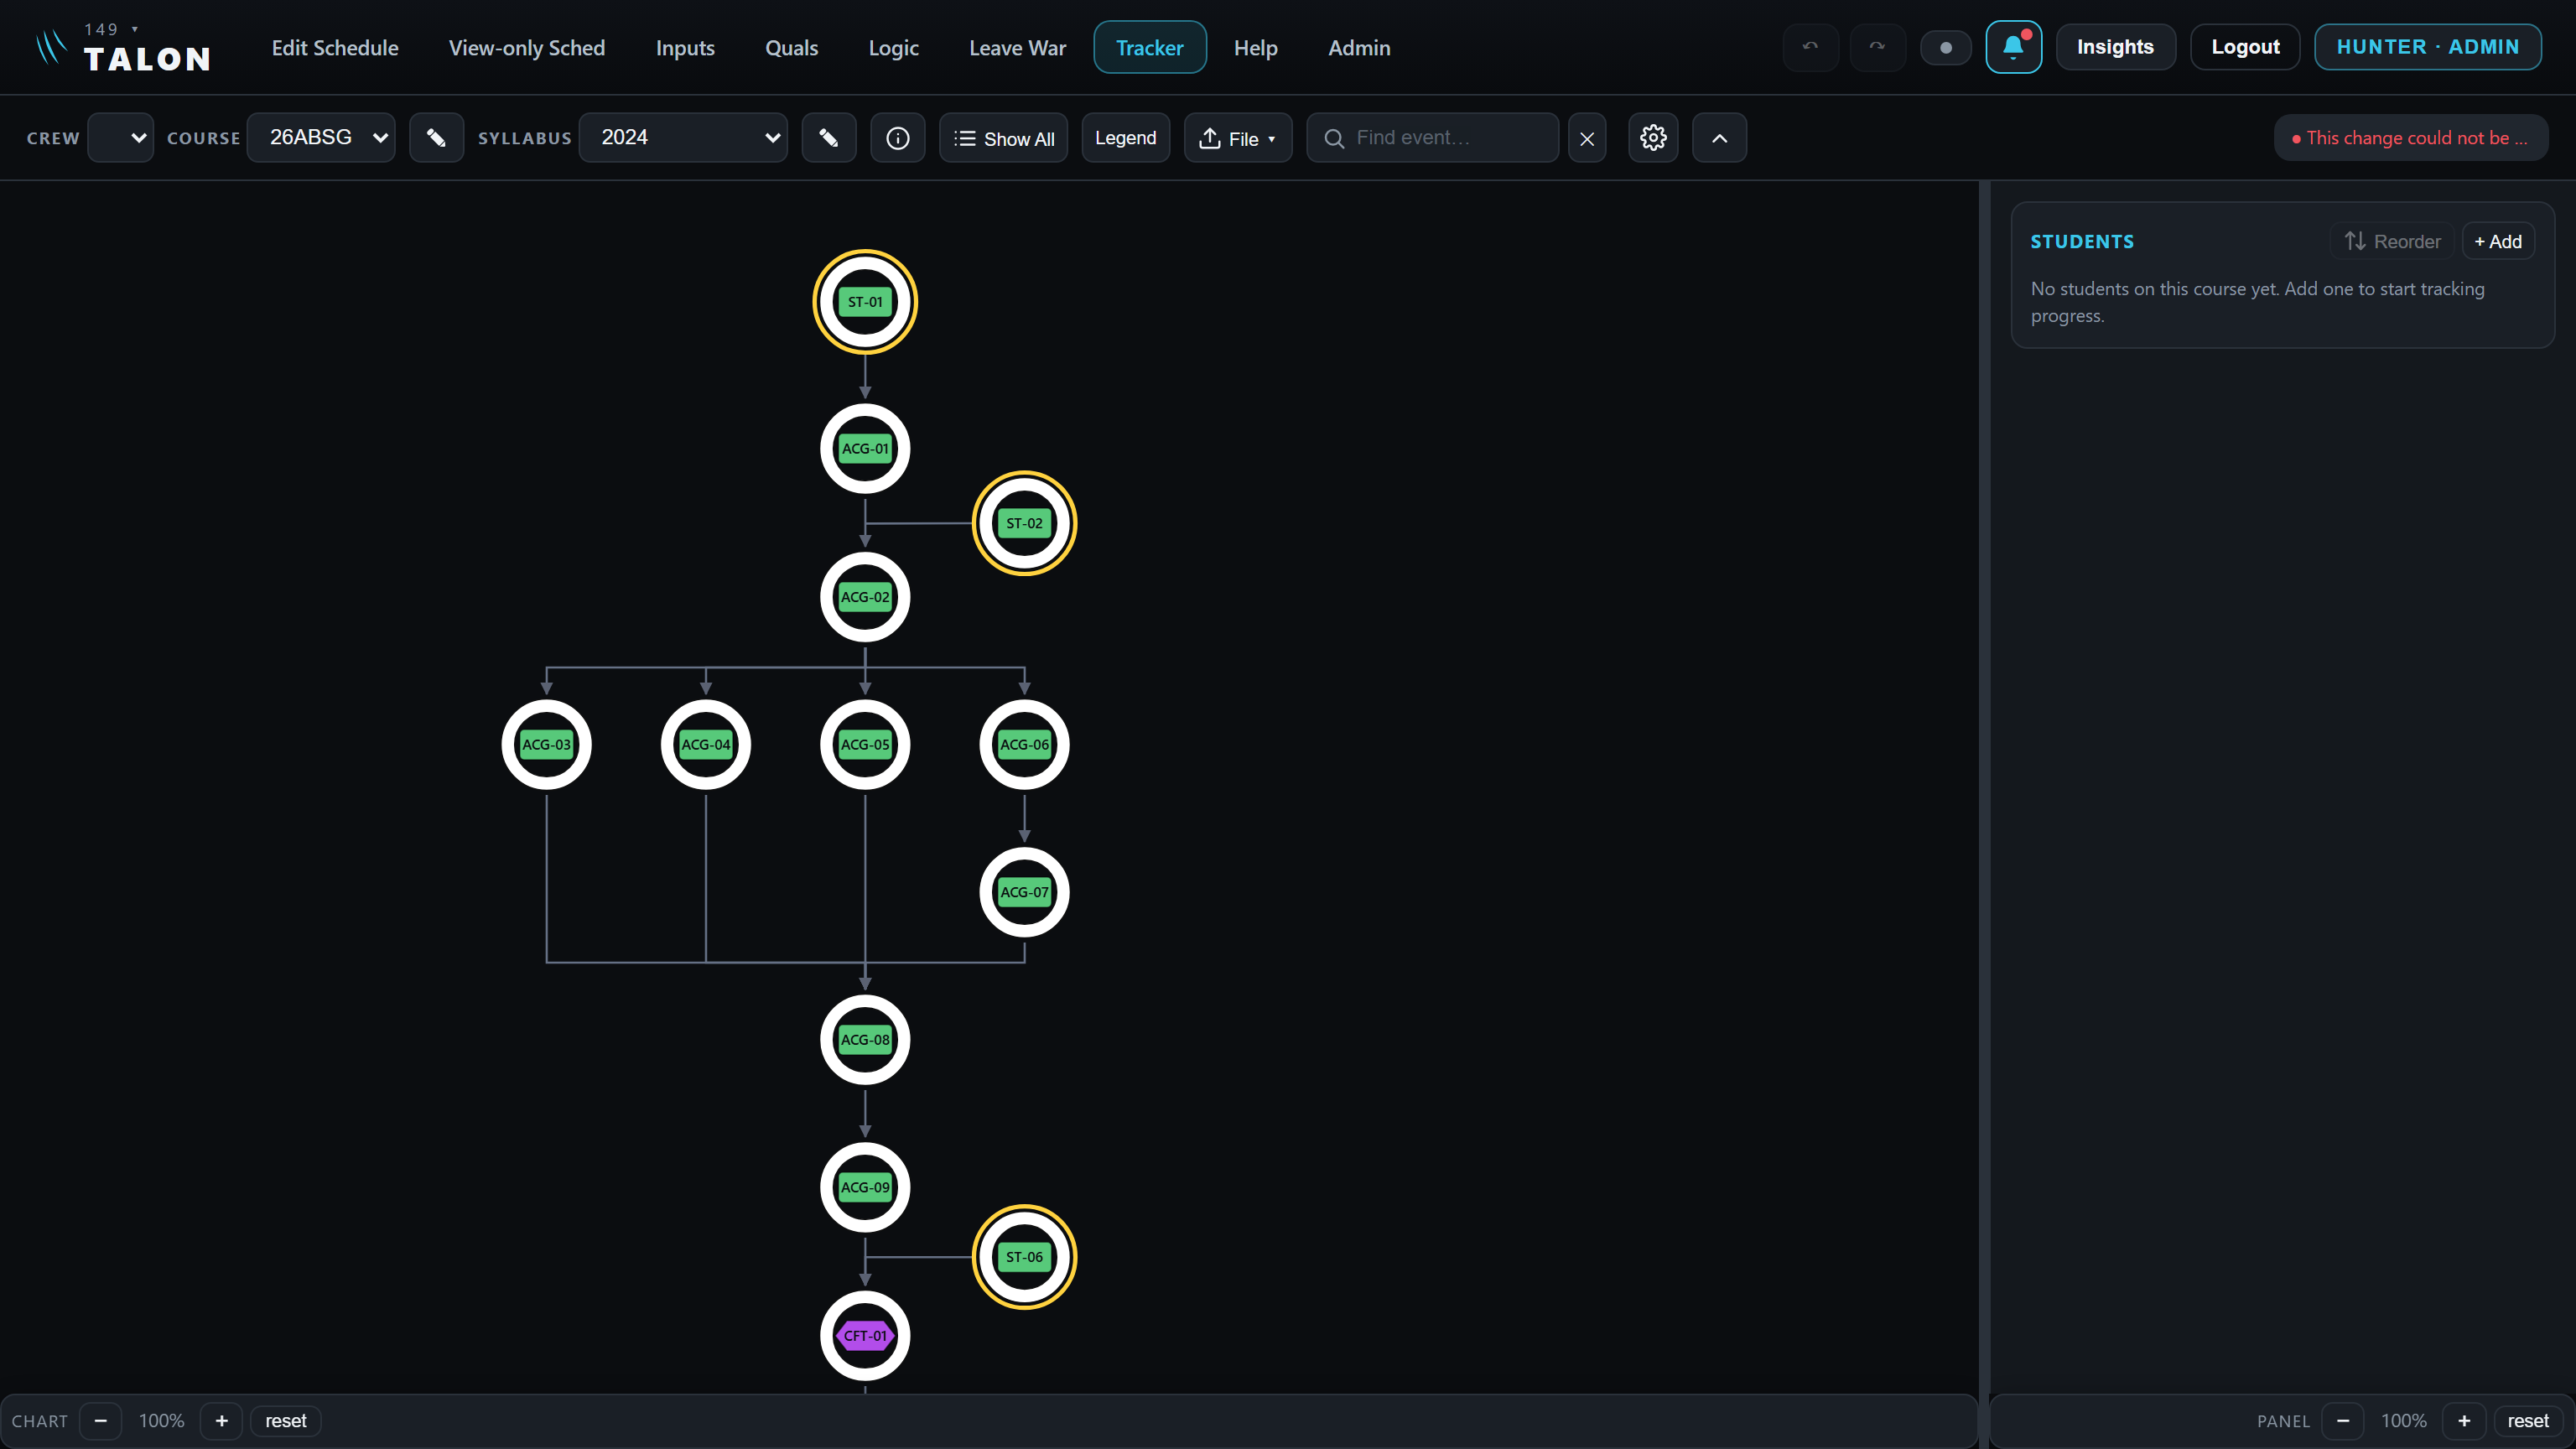 149 ▾
TALON
Edit Schedule
View-only Sched
Inputs
Quals
Logic
Leave War
Tracker
Help
Admin
Insights
Logout
HUNTER · ADMIN
CREW
COURSE
26ABSG
SYLLABUS
2024
Show All
Legend
File ▾
Find event…
This change could not be ...
ST-01
ACG-01
ST-02
ACG-02
ACG-03
ACG-04
ACG-05
ACG-06
ACG-07
ACG-08
ACG-09
ST-06
CFT-01
STUDENTS
Reorder
+ Add
No students on this course yet. Add one to start tracking
progress.
CHART
−
100%
+
reset
PANEL
−
100%
+
reset